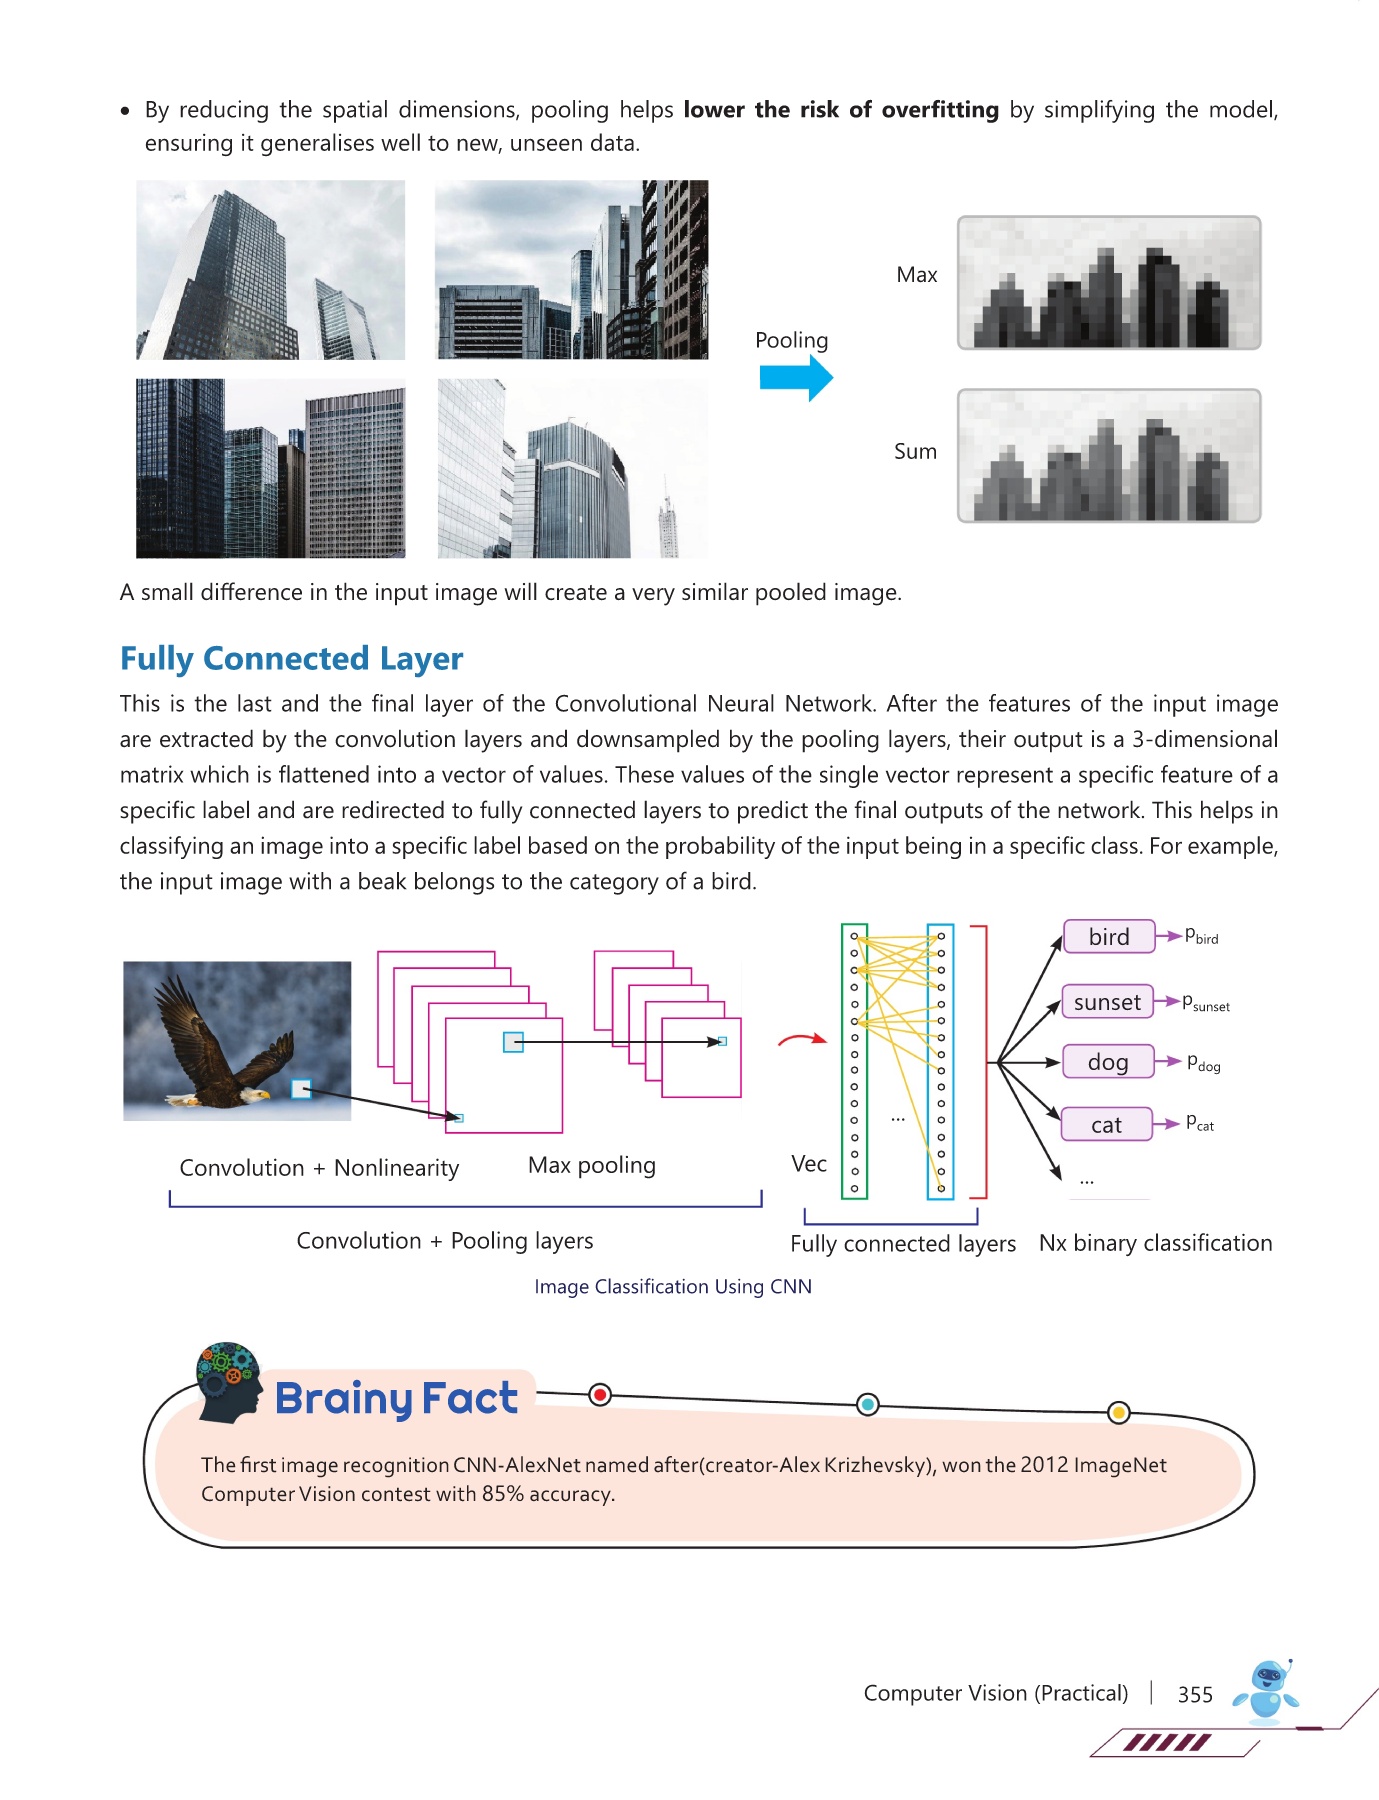 • By reducing the spatial dimensions, pooling helps lower the risk of overfitting by simplifying the model,
ensuring it generalises well to new, unseen data.
Pooling
Max
Sum
A small difference in the input image will create a very similar pooled image.
Fully Connected Layer
This is the last and the final layer of the Convolutional Neural Network. After the features of the input image
are extracted by the convolution layers and downsampled by the pooling layers, their output is a 3-dimensional
matrix which is flattened into a vector of values. These values of the single vector represent a specific feature of a
specific label and are redirected to fully connected layers to predict the final outputs of the network. This helps in
classifying an image into a specific label based on the probability of the input being in a specific class. For example,
the input image with a beak belongs to the category of a bird.
bird Pbird
sunset Psunset
dog Pdog
cat Pcat
...
...
Convolution + Nonlinearity Max pooling Vec
Convolution + Pooling layers Fully connected layers Nx binary classification
Image Classification Using CNN
Brainy Fact
The first image recognition CNN-AlexNet named after(creator-Alex Krizhevsky), won the 2012 ImageNet
Computer Vision contest with 85% accuracy.
Computer Vision (Practical) | 355